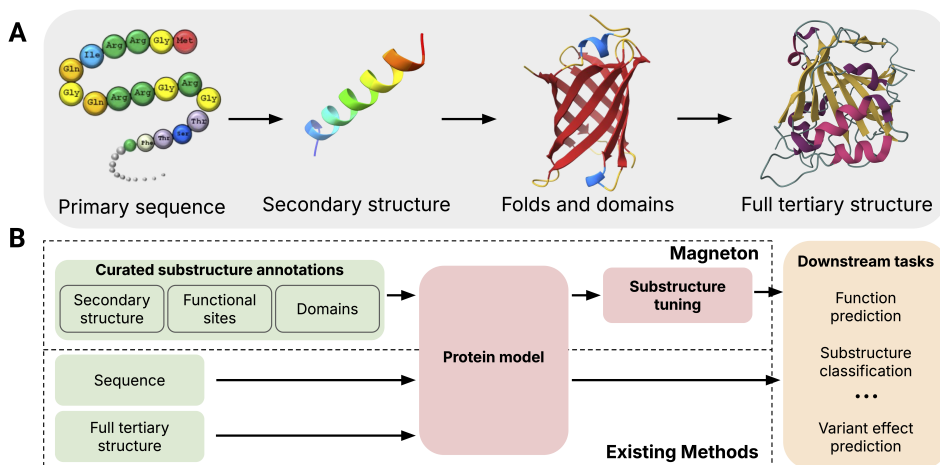 A
Met
Gly
Arg
Arg
Ile
Gln
Gly
Gln
Arg
Arg
Gly
Arg
Gly
Thr
Ser
Thr
Phe
Primary sequence
Secondary structure
Folds and domains
Full tertiary structure
B
Magneton
Curated substructure annotations
Secondary
structure
Functional
sites
Domains
Sequence
Full tertiary
structure
Protein model
Substructure
tuning
Existing Methods
Downstream tasks
Function
prediction
Substructure
classification
•••
Variant effect
prediction